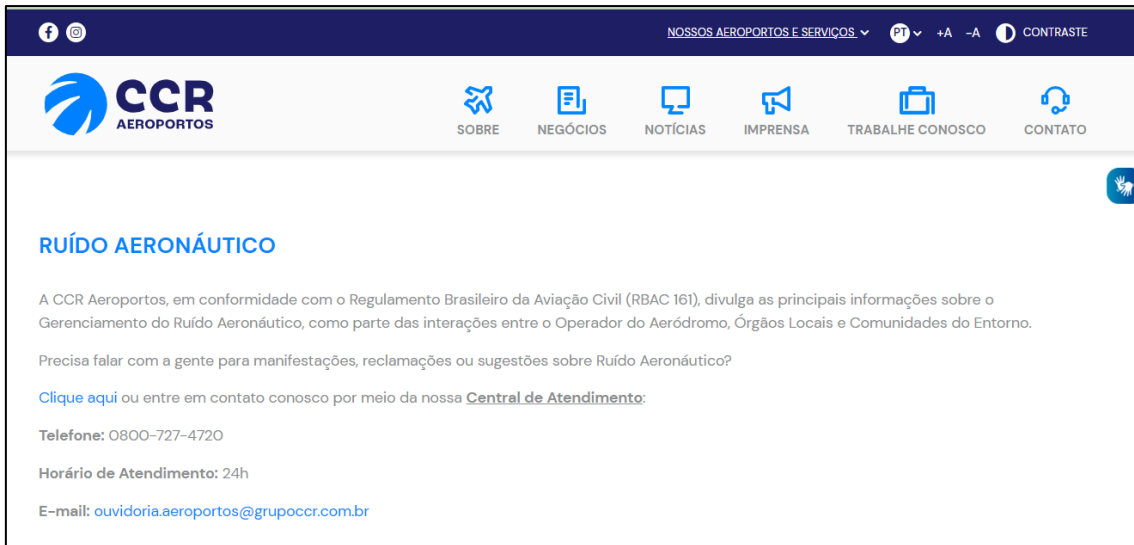 NOSSOS AEROPORTOS E SERVIÇOS PT +A -A CONTRASTE
CCR
AEROPORTOS
SOBRE NEGÓCIOS NOTÍCIAS IMPRENSA TRABALHE CONOSCO CONTATO
RUÍDO AERONÁUTICO
A CCR Aeroportos, em conformidade com o Regulamento Brasileiro da Aviação Civil (RBAC 161), divulga as principais informações sobre o
Gerenciamento do Ruído Aeronáutico, como parte das interações entre o Operador do Aeródromo, Órgãos Locais e Comunidades do Entorno.
Precisa falar com a gente para manifestações, reclamações ou sugestões sobre Ruído Aeronáutico?
Clique aqui ou entre em contato conosco por meio da nossa Central de Atendimento:
Telefone: 0800-727-4720
Horário de Atendimento: 24h
E-mail: ouvidoria.aeroportos@grupoccr.com.br